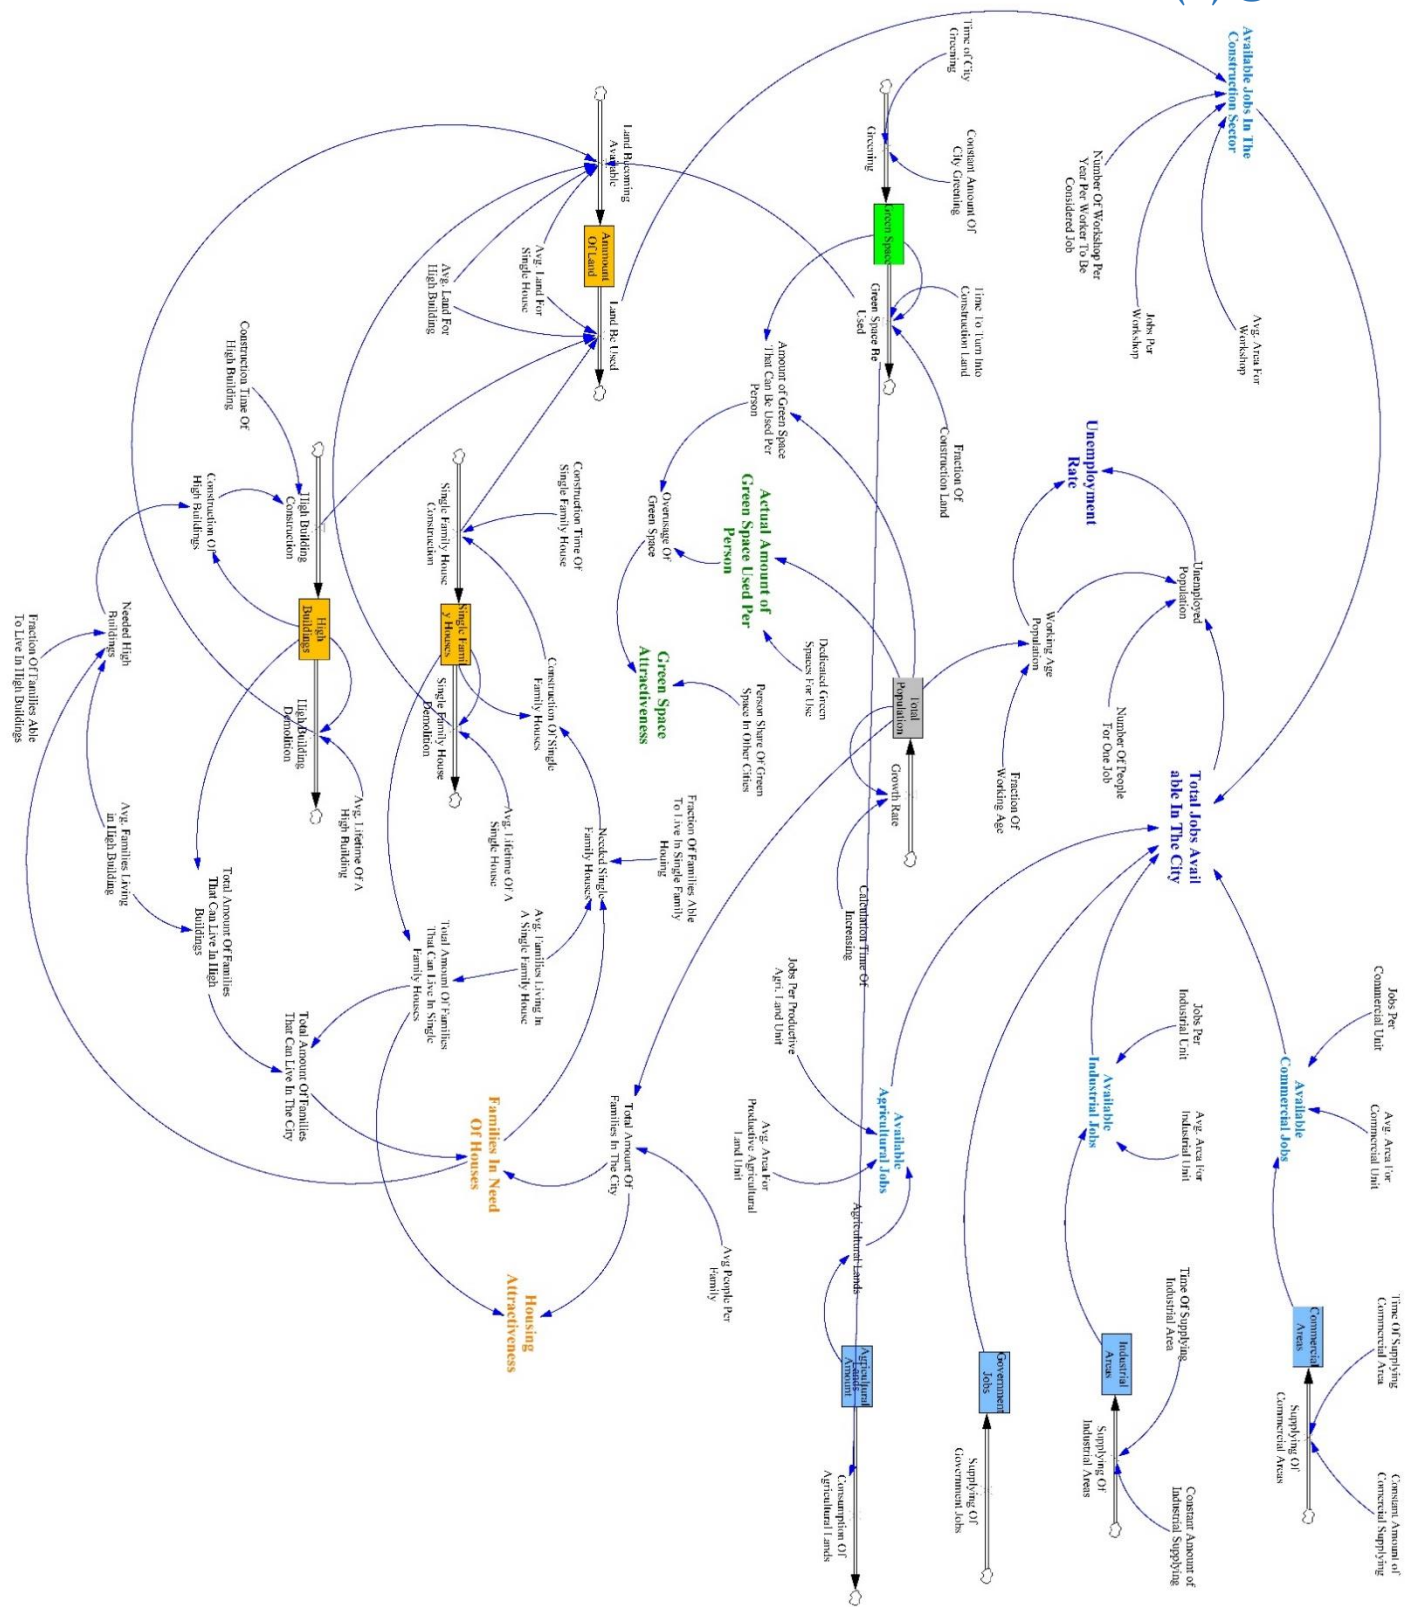 Jobs Per
Commercial Unit
Avg. Area For
Commercial Unit
Time Of Supplying
Commercial Area
Constant Amount of
Comercial Supplying
Available Jobs In The
Construction Sector
Avg. Area For
Workshop
Available
Commercial Jobs
Commercial
Areas
Supplying Of
Commercial Areas
Jobs Per
Workshop
Number Of Workshop Per
Year Per Worker To Be
Considered Job
Total Jobs Avail
able In The City
Unemployed
Population
Jobs Per
Industrial Unit
Avg. Area For
Industrial Unit
Time Of Supplying
Industrial Area
Constant Amount of
Industrial Supplying
Unemployment
Rate
Number Of People
For One Job
Available
Industrial Jobs
Industrial
Areas
Supplying Of
Industrial Areas
Working Age
Population
Fraction Of
Working Age
Government
Jobs
Supplying Of
Government Jobs
Time of City
Greening
Constant Amount Of
City Greening
Time To Turn Into
Construction Land
Fraction Of
Construction Land
Greening
Green Space
Green Space Be
Used
Total
Population
Growth Rate
Calculation Time Of
Increasing
Available
Agricultural Jobs
Agricultural Lands
Agricultural
Lands
Amount
Consumption Of
Agricultural Lands
Dedicated Green
Spaces For Use
Jobs Per Productive
Agri. Land Unit
Avg. Area For
Productive Agricultural
Land Unit
Amount of Green Space
That Can Be Used Per
Person
Actual Amount of
Green Space Used Per
Person
Person Share Of Green
Space In Other Cities
Avg People Per
Family
Overusage Of
Green Space
Green Space
Attractiveness
Fraction Of Families Able
To Live In Single Family
Houing
Land Becoming
Available
Ammount
Of Land
Land Be Used
Total Amount Of
Families In The City
Avg. Land For
Single House
Construction Time Of
Single Family House
Needed Single
Family Houses
Construction Of Single
Family Houses
Avg. Families Living In
A Single Family House
Housing
Attractiveness
Avg. Land For
High Building
Avg. Lifetime Of A
Single House
Families In Need
Of Houses
Single Family House
Construction
Single Famil
y Houses
Single Family House
Demolition
Total Amount Of Families
That Can Live In Single
Family Houses
Construction Time Of
High Building
Avg. Lifetime Of A
High Building
High Building
Construction
High
Buildings
High Building
Demolition
Total Amount Of Families
That Can Live In The City
Construction Of
High Buildings
Total Amount Of Families
That Can Live In High
Buildings
Needed High
Buildings
Avg. Families Living
in High Building
Fraction Of Families Able
To Live In High Buildings